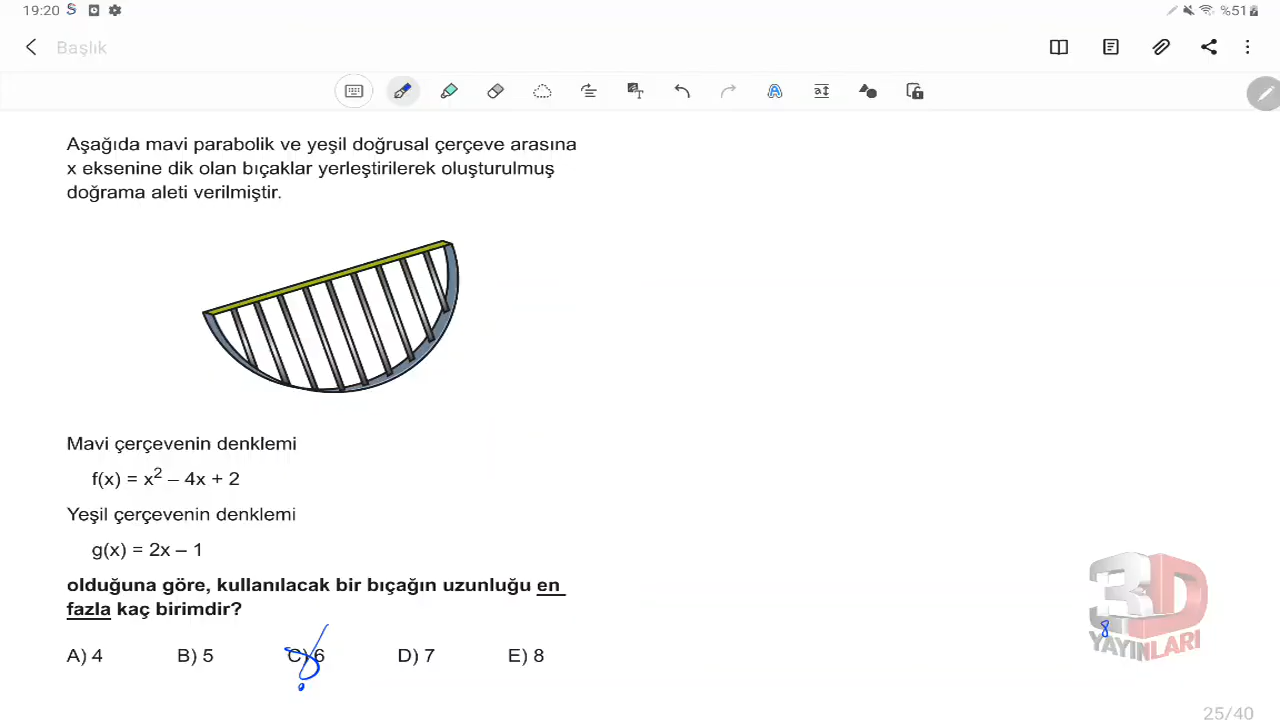 19:20 S %51
Başlık
Aşağıda mavi parabolik ve yeşil doğrusal çerçeve arasına
x eksenine dik olan bıçaklar yerleştirilerek oluşturulmuş
doğrama aleti verilmiştir.
Mavi çerçevenin denklemi
f(x) = x² – 4x + 2
Yeşil çerçevenin denklemi
g(x) = 2x – 1
olduğuna göre, kullanılacak bir bıçağın uzunluğu en
fazla kaç birimdir?
A) 4 B) 5 C) 6 D) 7 E) 8
3D
8
YAYINLARI
25/40